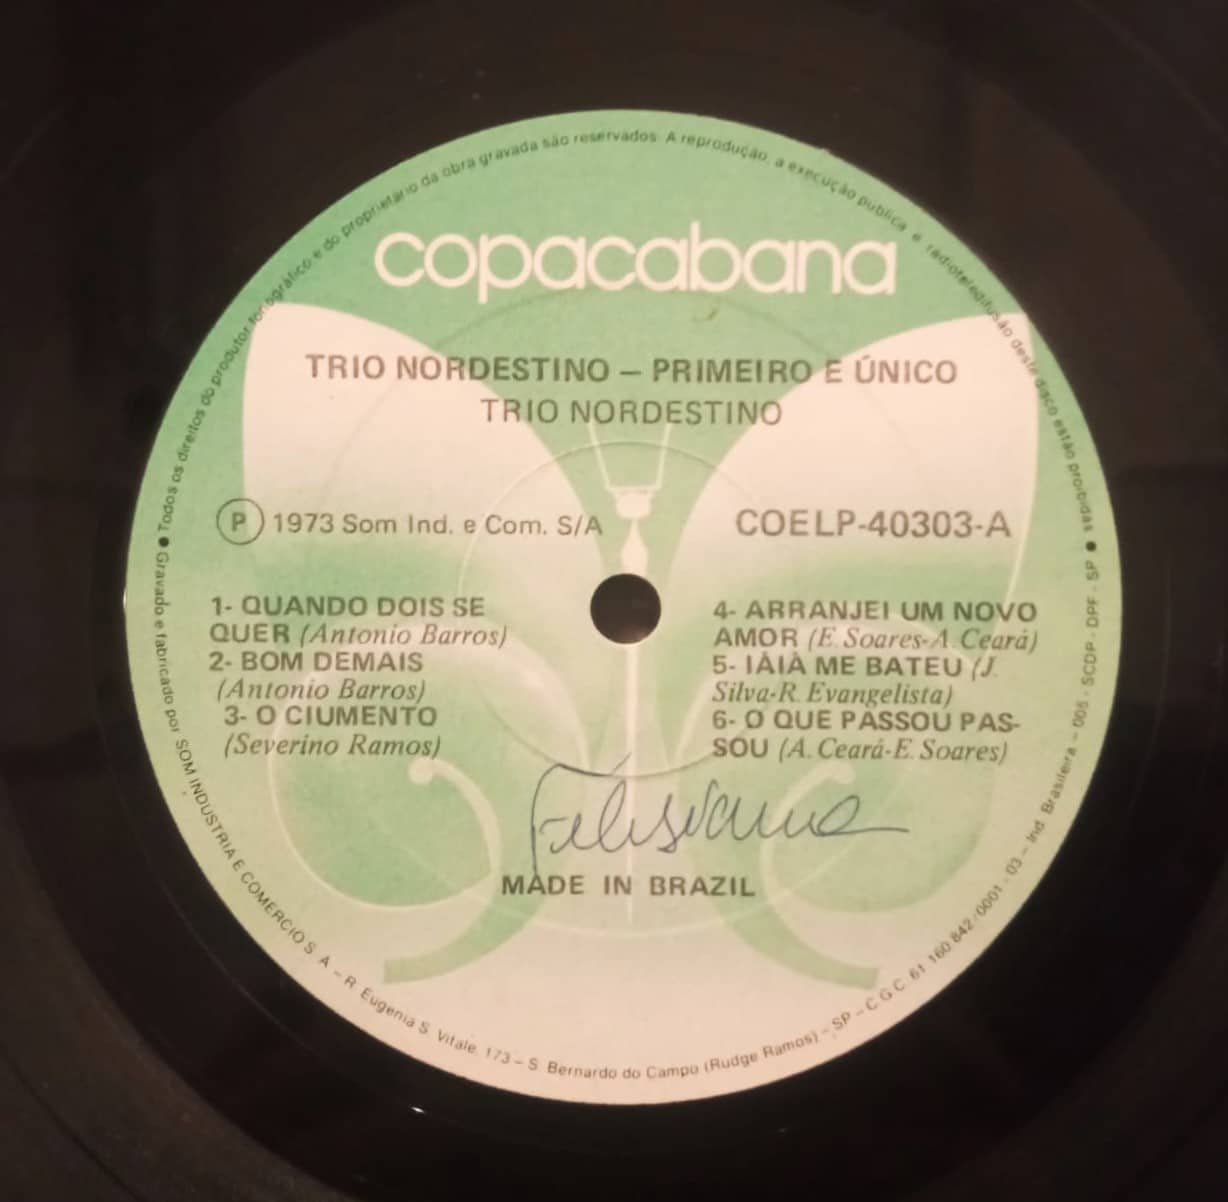 ● Todos os direitos do produtor fonográfico e do proprietário da obra gravada são reservados. A reprodução, a execução pública e radioteledifusão deste disco estão proibidas ●
copacabana
TRIO NORDESTINO – PRIMEIRO E ÚNICO
TRIO NORDESTINO
P 1973 Som Ind. e Com. S/A
COELP-40303-A
1- QUANDO DOIS SE
QUER (Antonio Barros)
2- BOM DEMAIS
(Antonio Barros)
3- O CIUMENTO
(Severino Ramos)
4- ARRANJEI UM NOVO
AMOR (E. Soares-A. Ceará)
5- IÁIÁ ME BATEU (J.
Silva-R. Evangelista)
6- O QUE PASSOU PAS-
SOU (A. Ceará-E. Soares)
MADE IN BRAZIL
Gravado e fabricado por SOM INDUSTRIA E COMERCIO S. A – R. Eugenia S. Vitale, 173 – S. Bernardo do Campo (Rudge Ramos) – SP – C G C. 61 160 842/0001 - 03 – Ind. Brasileira – 005 - SCDP - DPF - SP